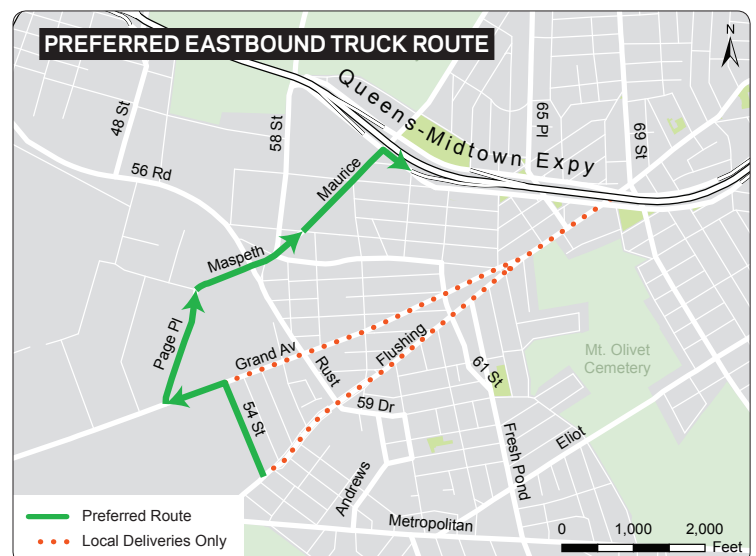 PREFERRED EASTBOUND TRUCK ROUTE
N
Queens-Midtown Expy
48 St
58 St
65 Pl
69 St
56 Rd
Maurice
Maspeth
Page Pl
Grand Av
Flushing
Rust
54 St
59 Dr
61 St
Mt. Olivet
Cemetery
Fresh Pond
Eliot
Andrews
Metropolitan
Preferred Route
Local Deliveries Only
0 1,000 2,000
Feet